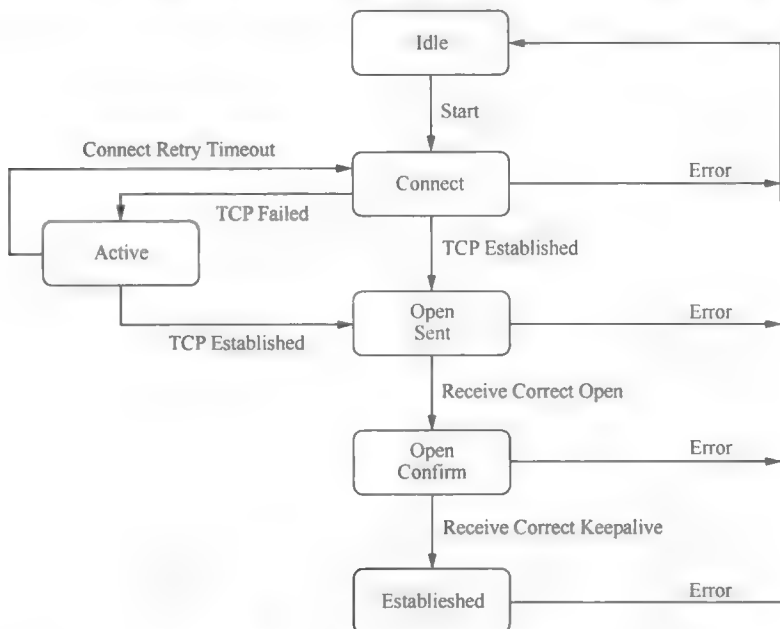 Idle
Start
Connect Retry Timeout
Connect
Error
TCP Failed
Active
TCP Established
Open
Sent
Error
TCP Established
Receive Correct Open
Open
Confirm
Error
Receive Correct Keepalive
Establieshed
Error